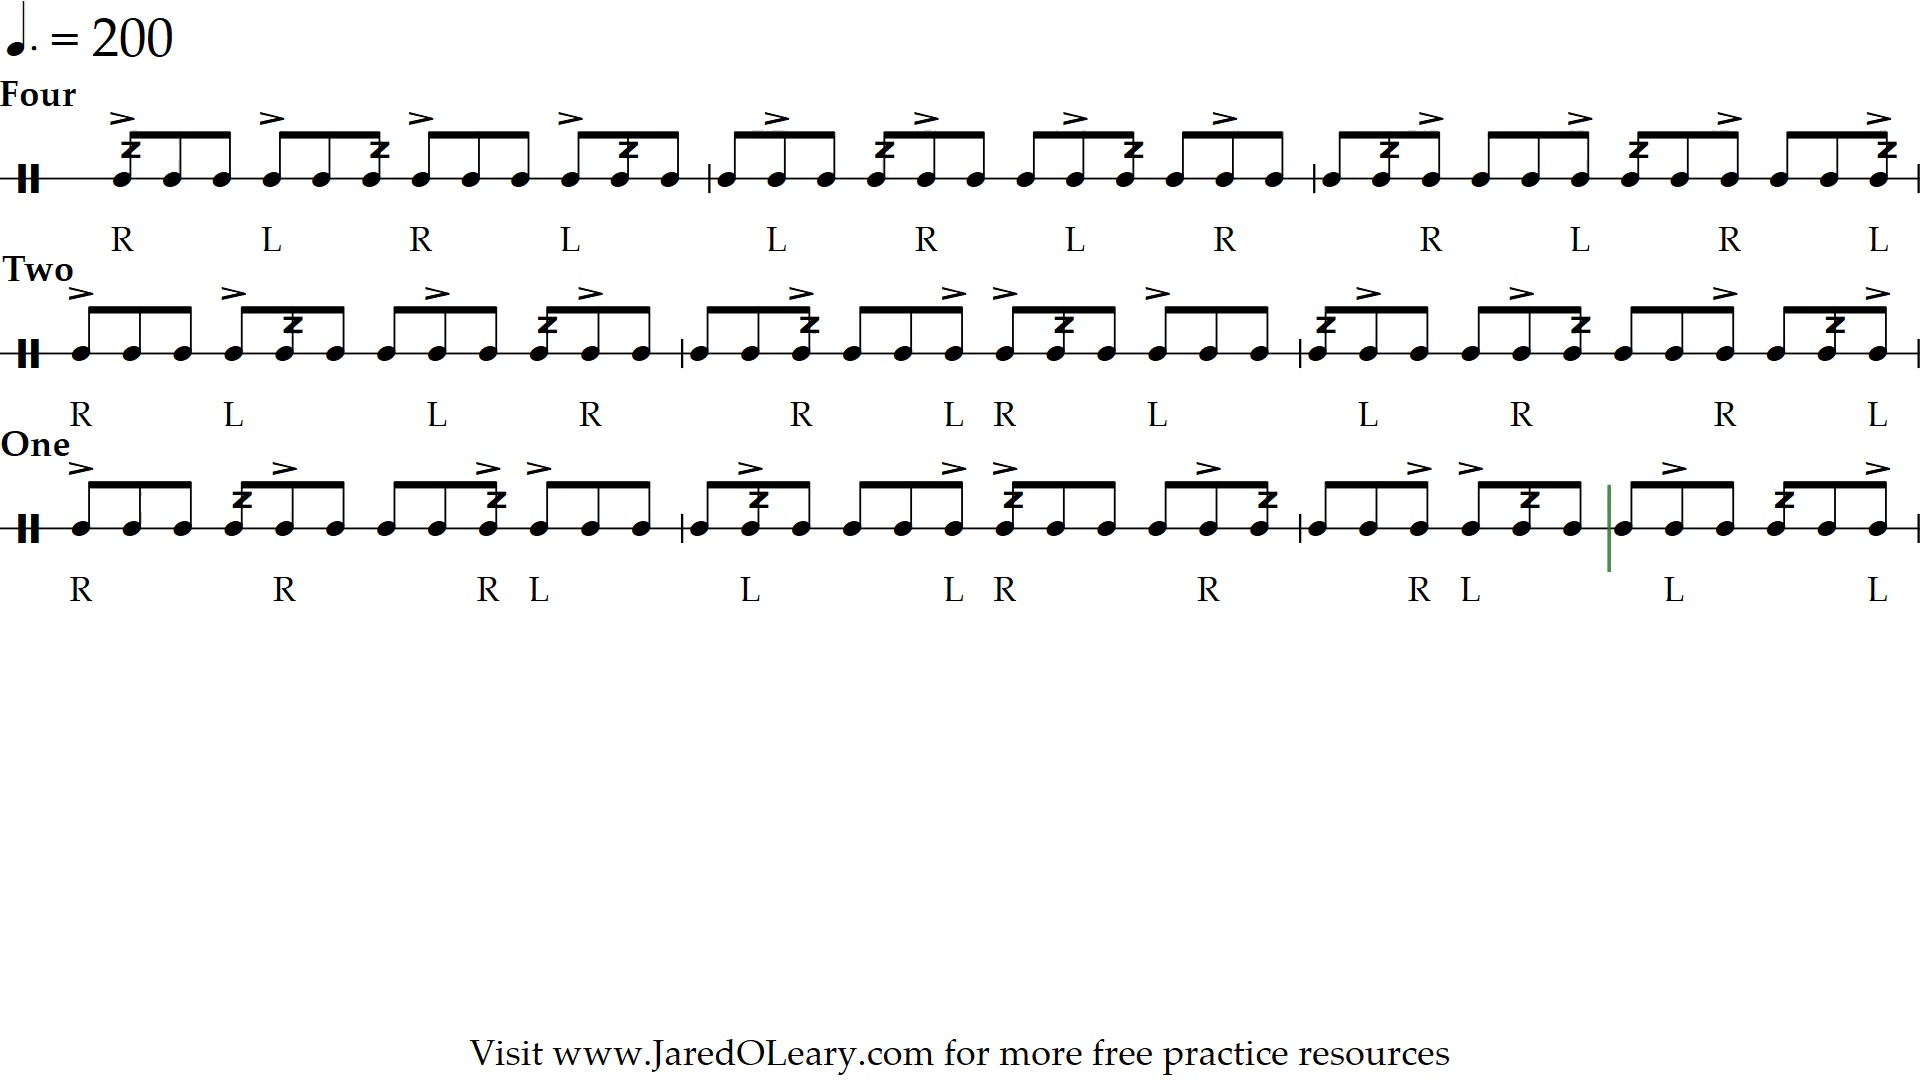 ♩. = 200
Four
R L R L L R L R R L R L
Two
R L L R R L R L L R R L
One
R R R L L L R R R L L L
Visit www.JaredOLeary.com for more free practice resources